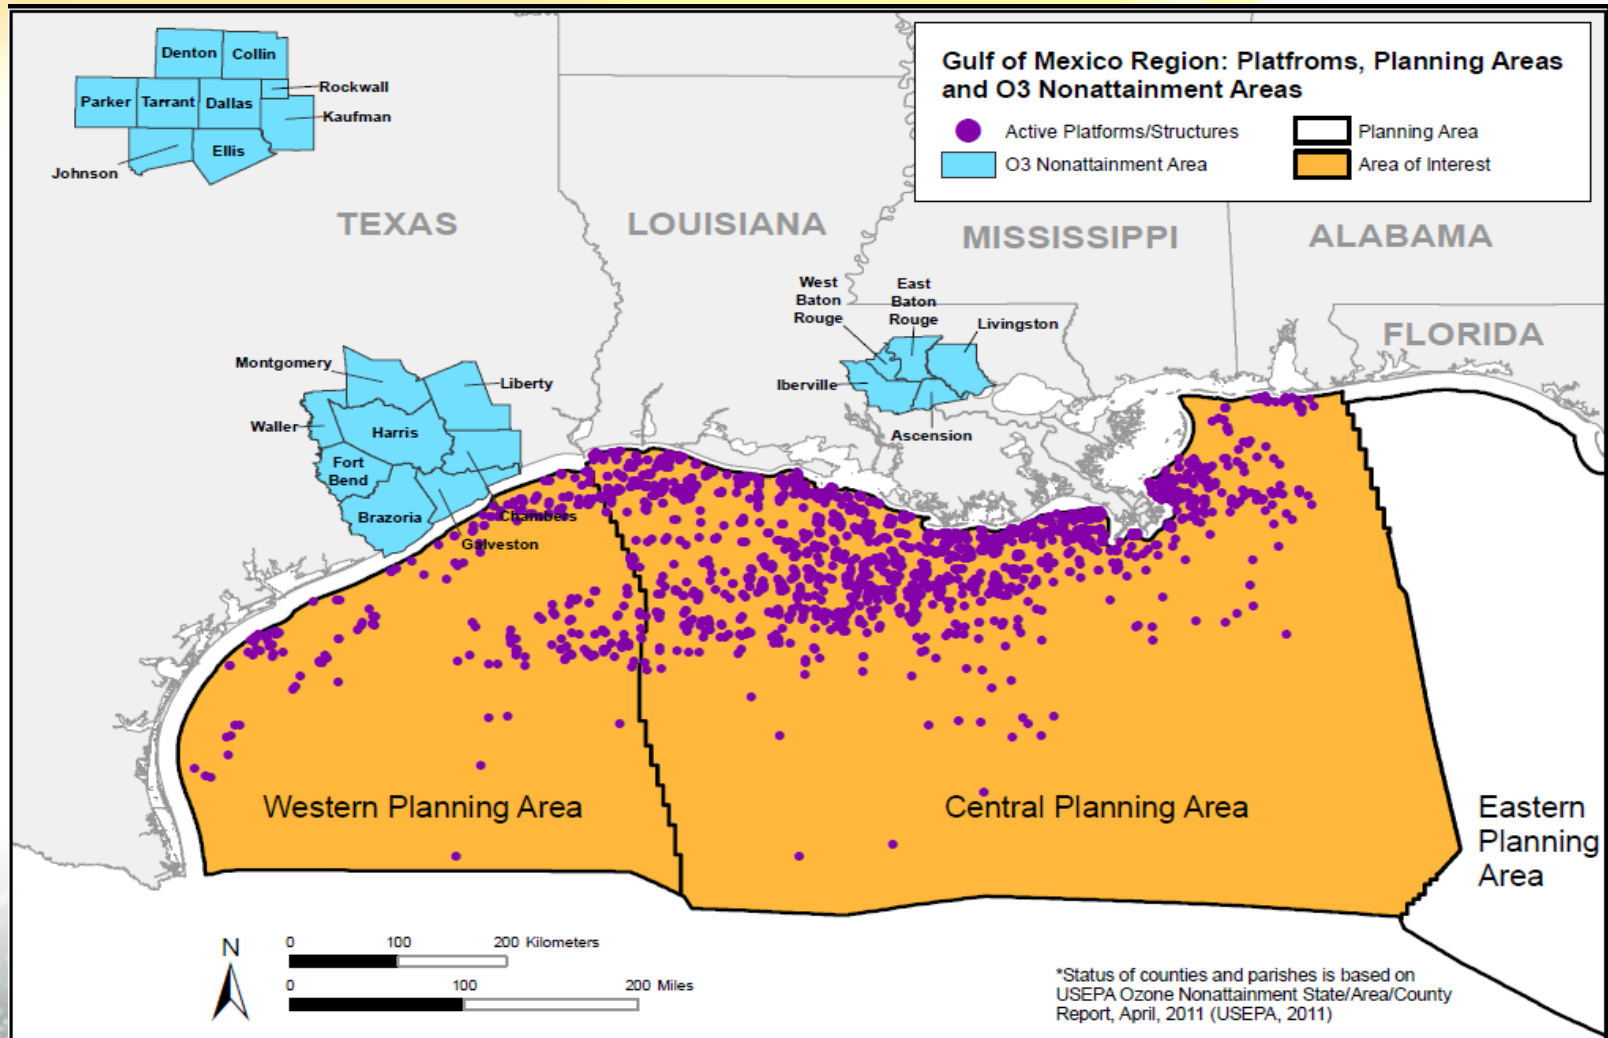 Gulf of Mexico Region: Platfroms, Planning Areas
and O3 Nonattainment Areas
Active Platforms/Structures
Planning Area
O3 Nonattainment Area
Area of Interest
Denton
Collin
Rockwall
Parker
Tarrant
Dallas
Kaufman
Ellis
Johnson
TEXAS
LOUISIANA
MISSISSIPPI
ALABAMA
FLORIDA
West
Baton
Rouge
East
Baton
Rouge
Livingston
Iberville
Ascension
Montgomery
Liberty
Waller
Harris
Fort
Bend
Brazoria
Chambers
Galveston
Western Planning Area
Central Planning Area
Eastern
Planning
Area
N
0 100 200 Kilometers
0 100 200 Miles
*Status of counties and parishes is based on
USEPA Ozone Nonattainment State/Area/County
Report, April, 2011 (USEPA, 2011)